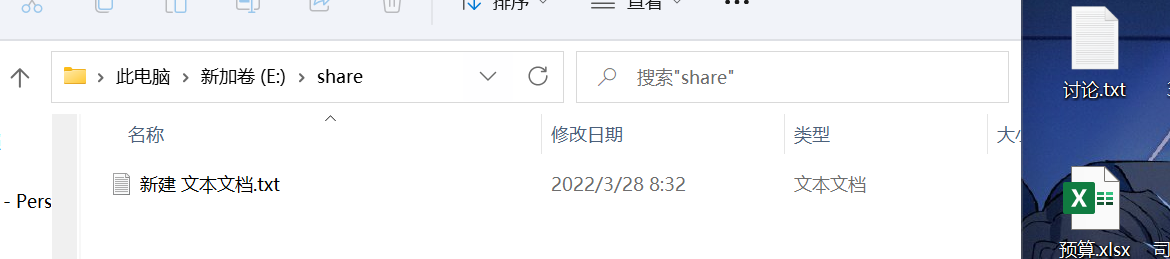 排序 查看
此电脑 新加卷 (E:) share
搜索"share"
名称 修改日期 类型
新建 文本文档.txt 2022/3/28 8:32 文本文档
- Pers
讨论.txt
预算.xlsx